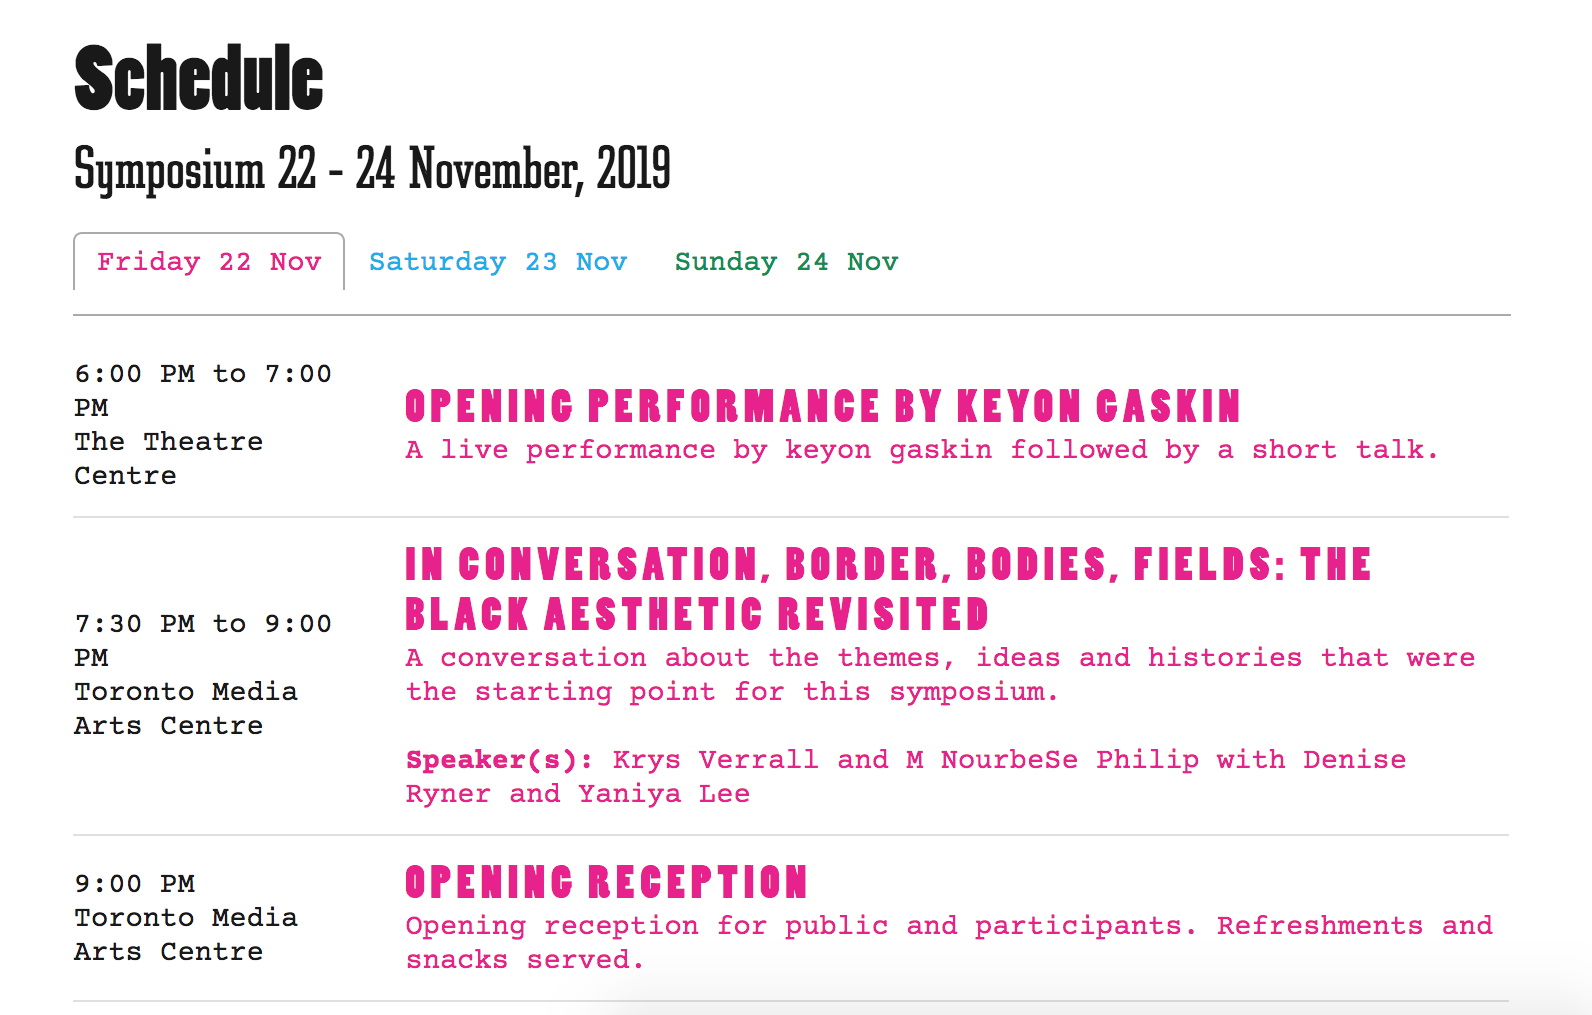 Schedule
Symposium 22 - 24 November, 2019
Friday 22 Nov
Saturday 23 Nov
Sunday 24 Nov
6:00 PM to 7:00
PM
The Theatre
Centre
OPENING PERFORMANCE BY KEYON GASKIN
A live performance by keyon gaskin followed by a short talk.
7:30 PM to 9:00
PM
Toronto Media
Arts Centre
IN CONVERSATION, BORDER, BODIES, FIELDS: THE
BLACK AESTHETIC REVISITED
A conversation about the themes, ideas and histories that were
the starting point for this symposium.
Speaker(s): Krys Verrall and M NourbeSe Philip with Denise
Ryner and Yaniya Lee
9:00 PM
Toronto Media
Arts Centre
OPENING RECEPTION
Opening reception for public and participants. Refreshments and
snacks served.